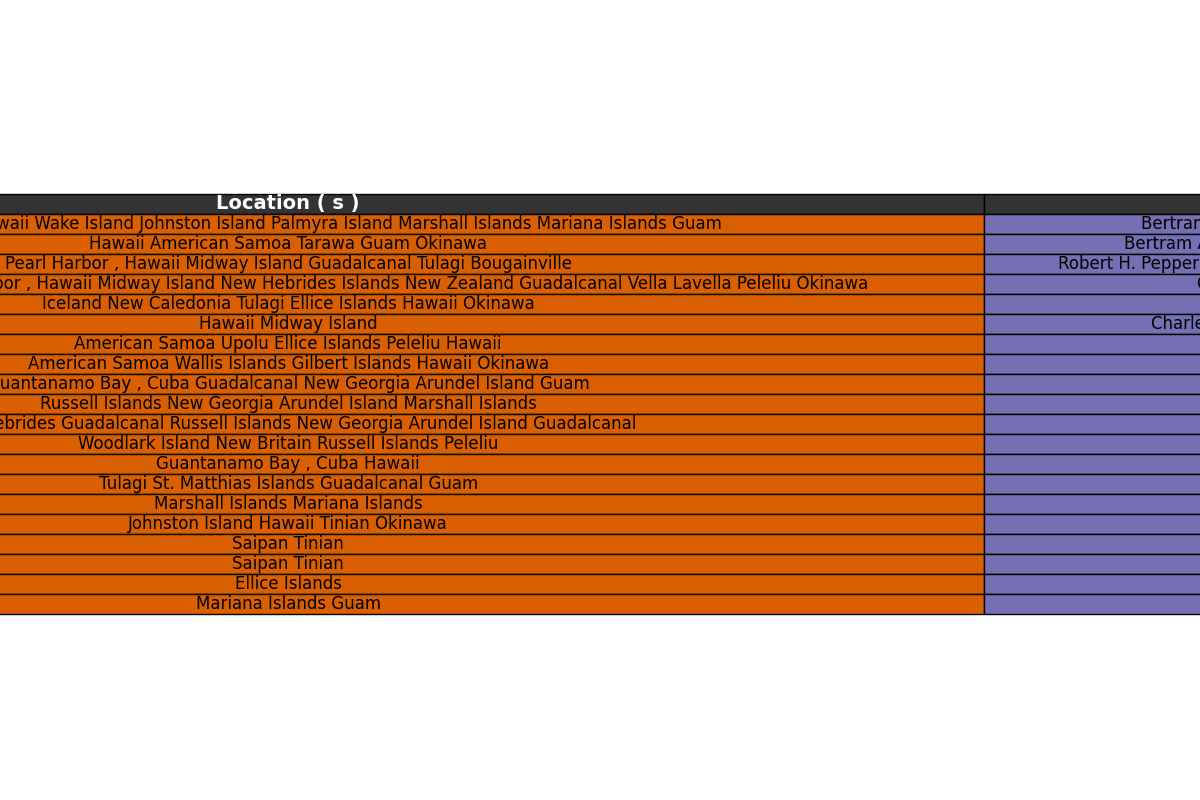 Location ( s )
Wake Island Johnston Island Palmyra Island Marshall Islands Mariana Islands Guam
Hawaii American Samoa Tarawa Guam Okinawa Bertram
Pearl Harbor , Hawaii Midway Island Guadalcanal Tulagi Bougainville Robert H. Pepper
, Hawaii Midway Island New Hebrides Islands New Zealand Guadalcanal Vella Lavella Peleliu Okinawa
Iceland New Caledonia Tulagi Ellice Islands Hawaii Okinawa
Hawaii Midway Island
American Samoa Upolu Ellice Islands Peleliu Hawaii
American Samoa Wallis Islands Gilbert Islands Hawaii Okinawa
Bay , Cuba Guadalcanal New Georgia Arundel Island Guam
Russell Islands New Georgia Arundel Island Marshall Islands
Guadalcanal Russell Islands New Georgia Arundel Island Guadalcanal
Woodlark Island New Britain Russell Islands Peleliu
Guantanamo Bay , Cuba Hawaii
Tulagi St. Matthias Islands Guadalcanal Guam
Marshall Islands Mariana Islands
Johnston Island Hawaii Tinian Okinawa
Saipan Tinian
Saipan Tinian
Ellice Islands
Mariana Islands Guam